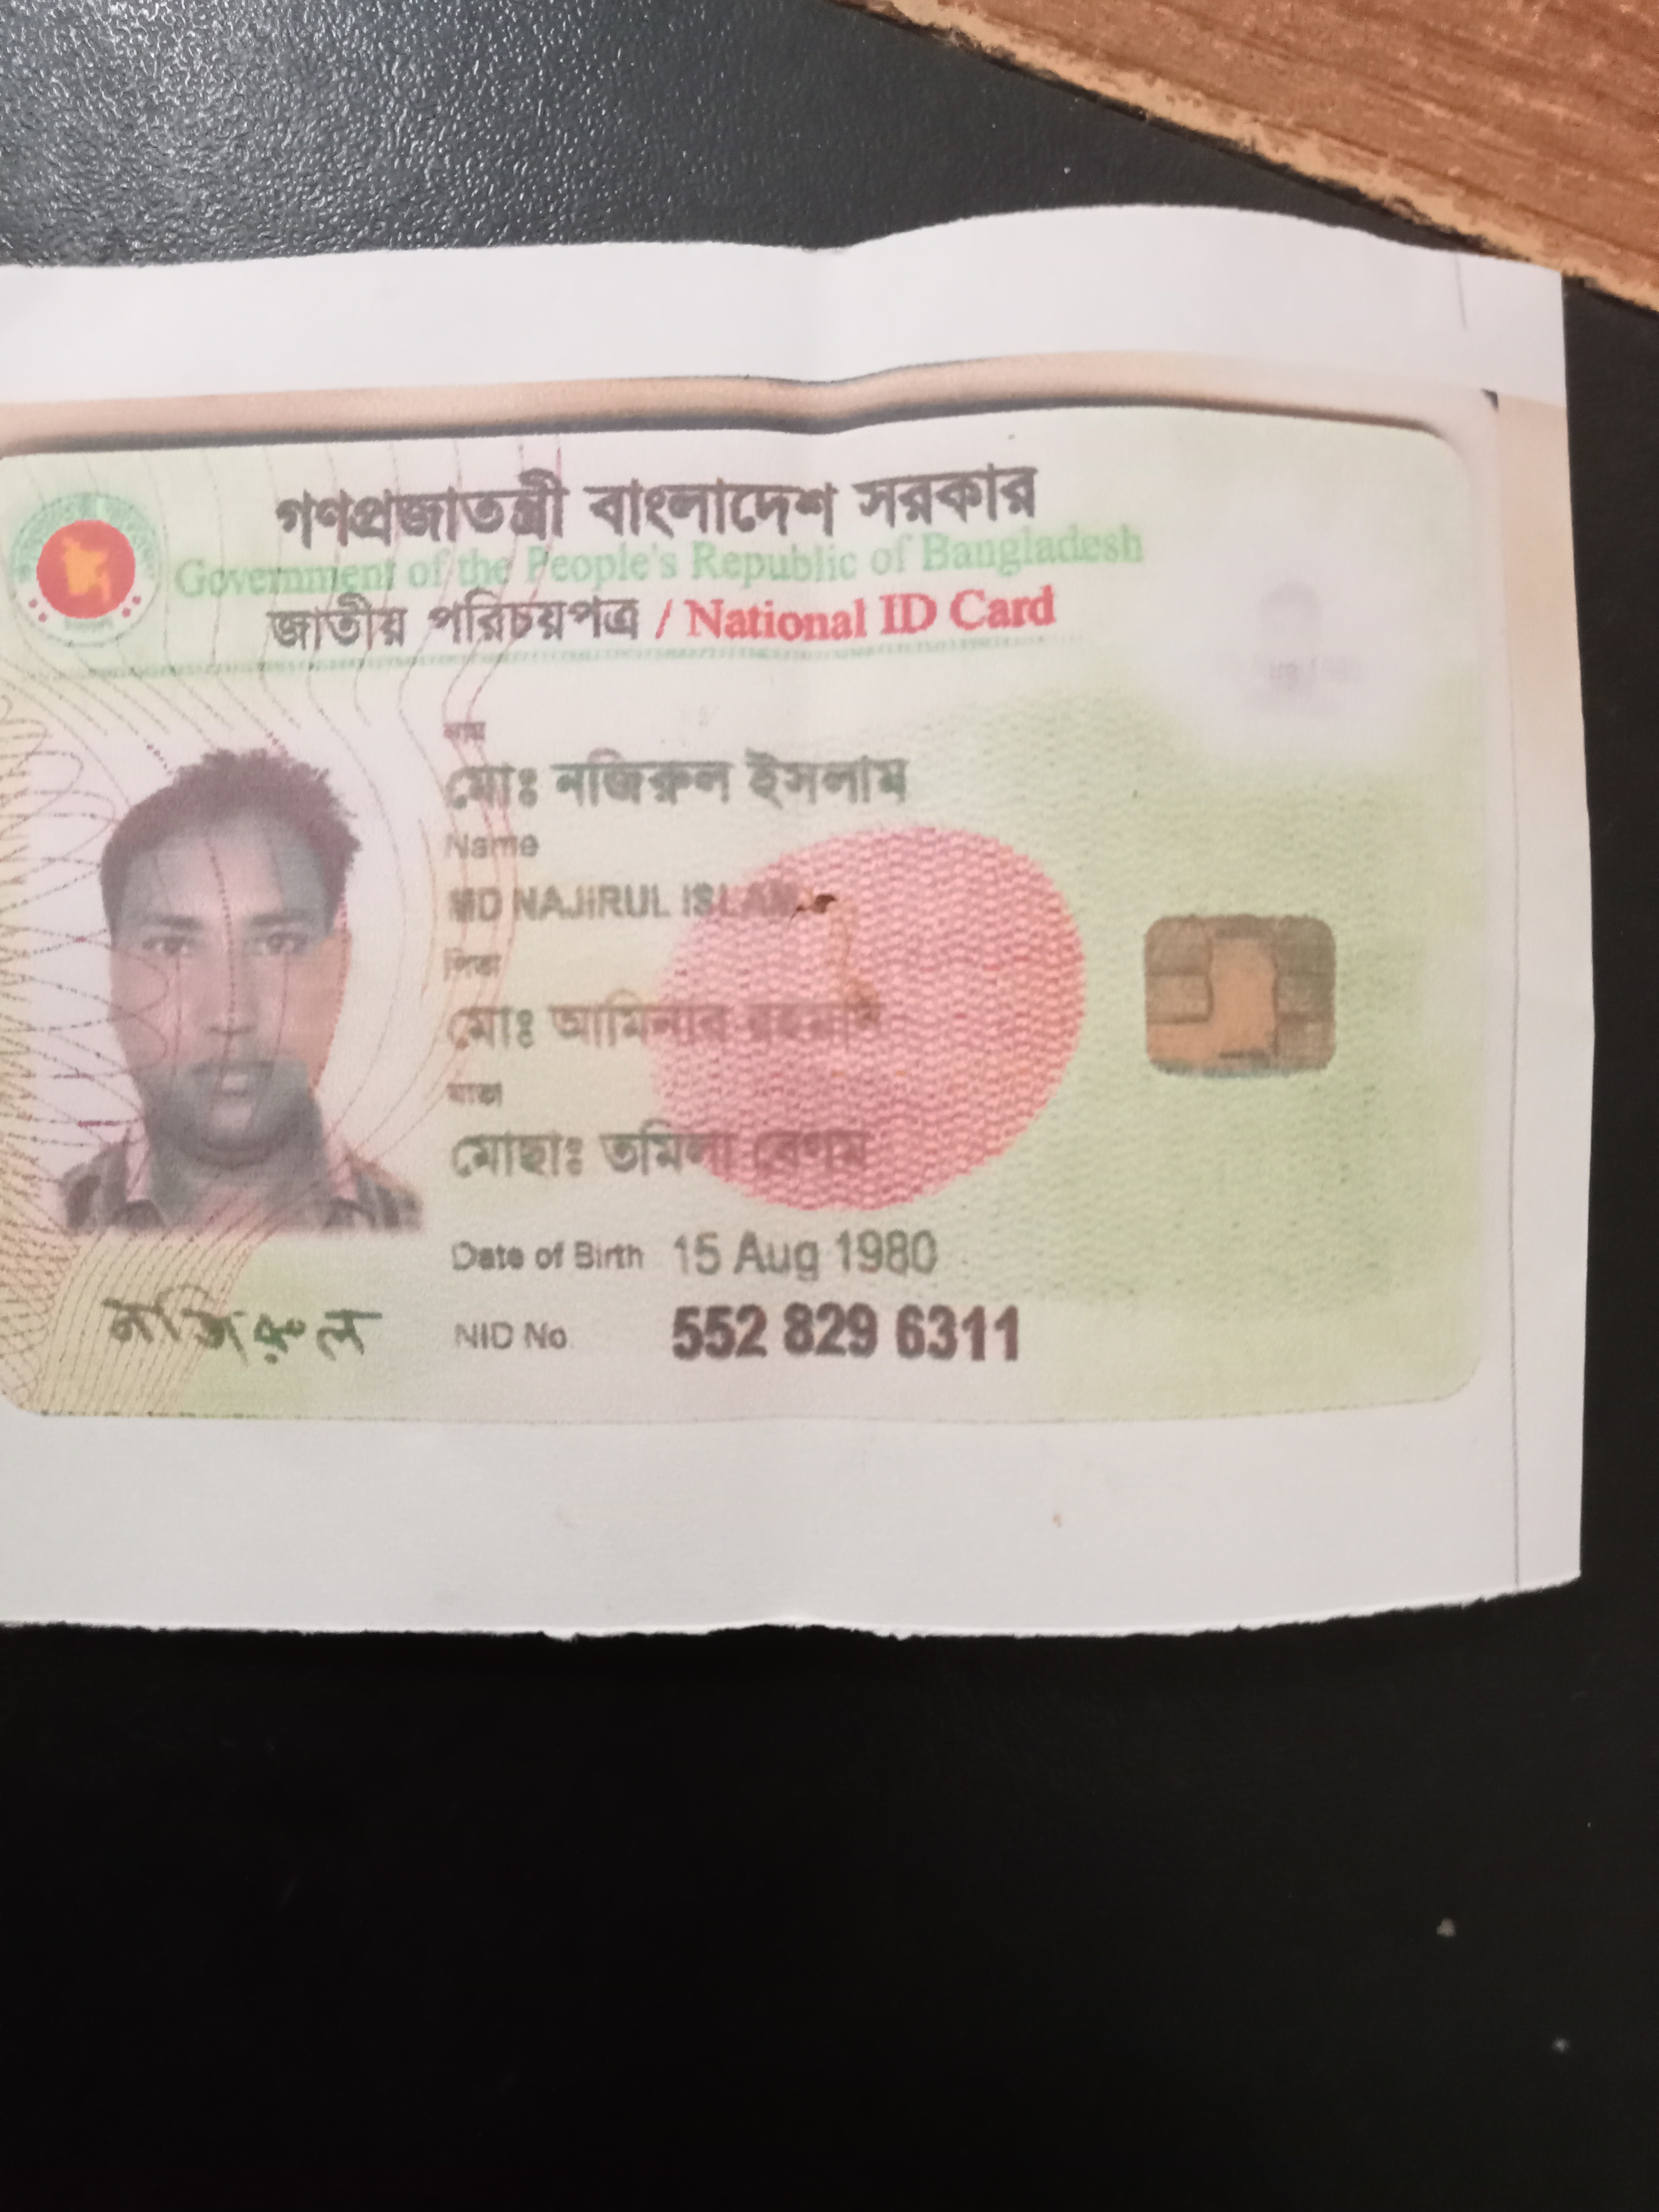 গণপ্রজাতন্ত্রী বাংলাদেশ সরকার
Government of the People's Republic of Bangladesh
জাতীয় পরিচয়পত্র / National ID Card
নাম
মোঃ নজিরুল ইসলাম
Name
MD NAJIRUL ISLAM
পিতা
মোঃ আমিনার রহমান
মাতা
মোছাঃ তমিনা বেগম
Date of Birth 15 Aug 1980
নজিরুল
NID No. 552 829 6311